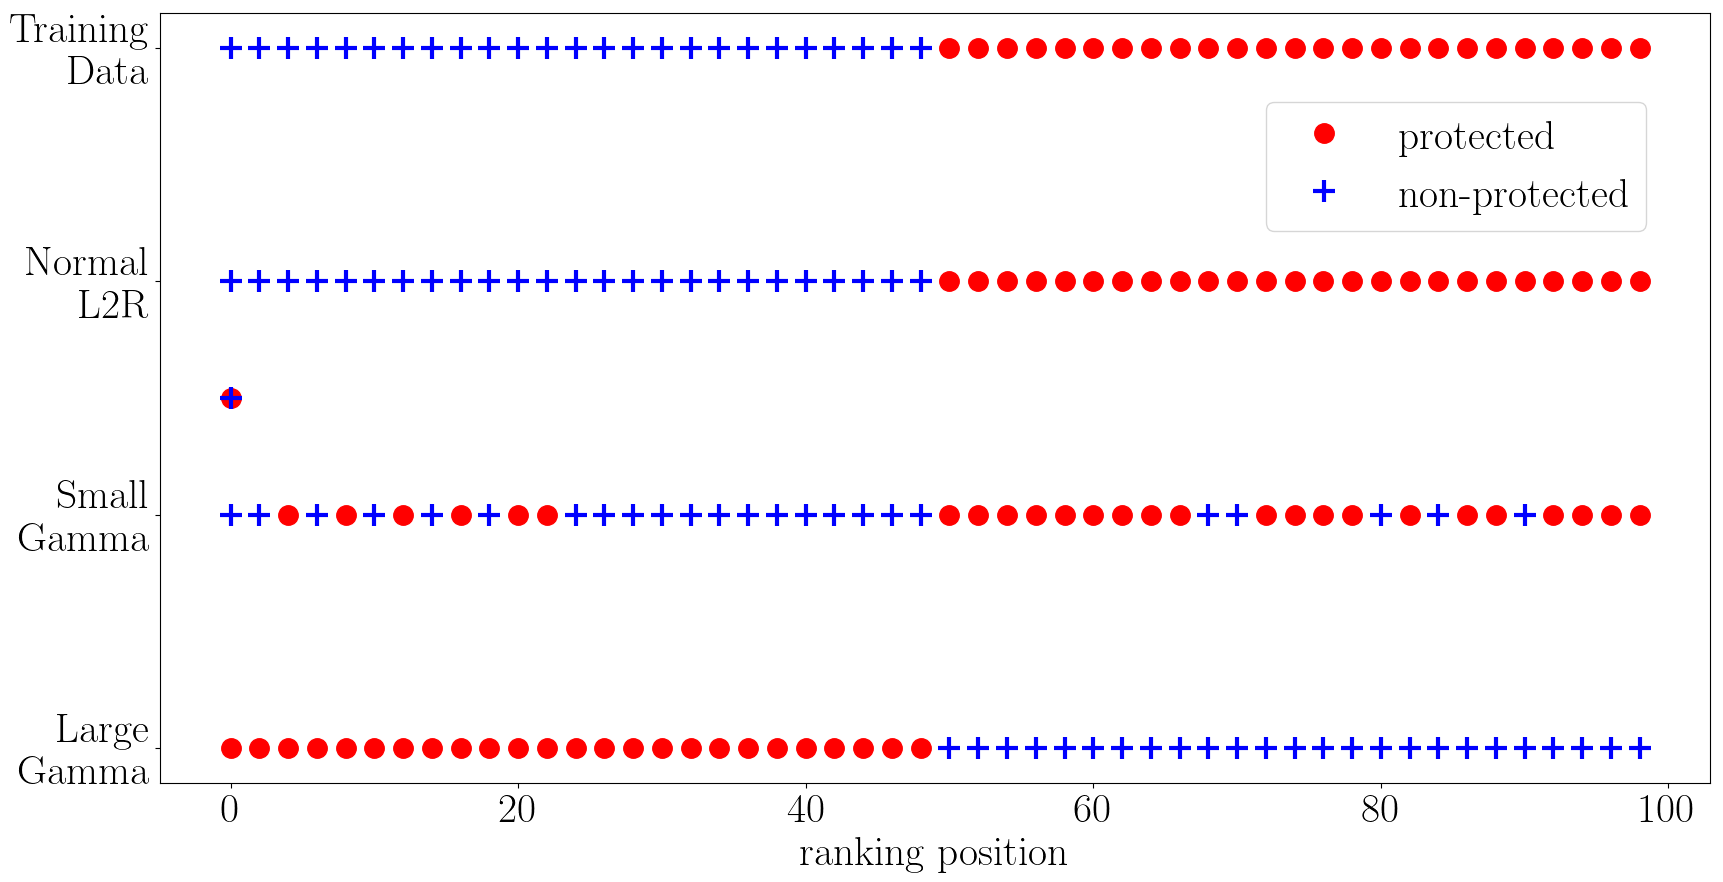 Training
Data
protected
non-protected
Normal
L2R
Small
Gamma
Large
Gamma
0 20 40 60 80 100
ranking position